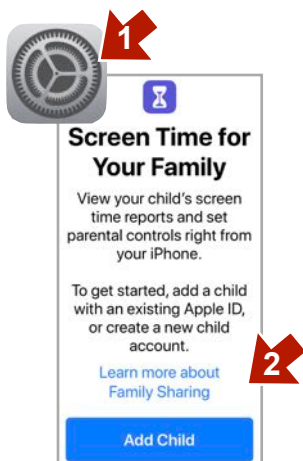 1
Screen Time for
Your Family
View your child's screen
time reports and set
parental controls right from
your iPhone.
To get started, add a child
with an existing Apple ID,
or create a new child
account.
2
Learn more about
Family Sharing
Add Child